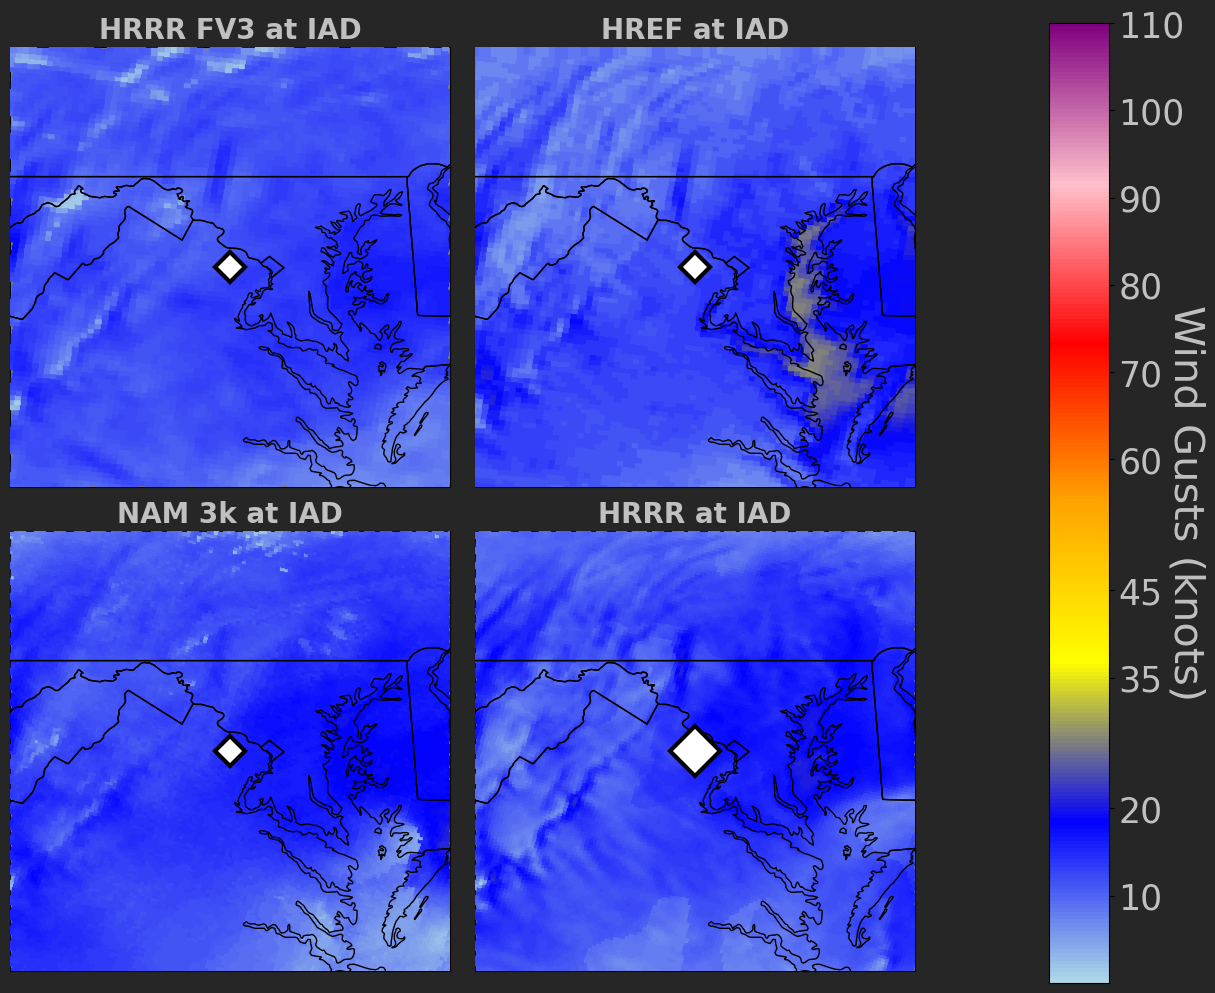 HRRR FV3 at IAD
HREF at IAD
NAM 3k at IAD
HRRR at IAD
110
100
90
80
70
60
45
35
20
10
Wind Gusts (knots)